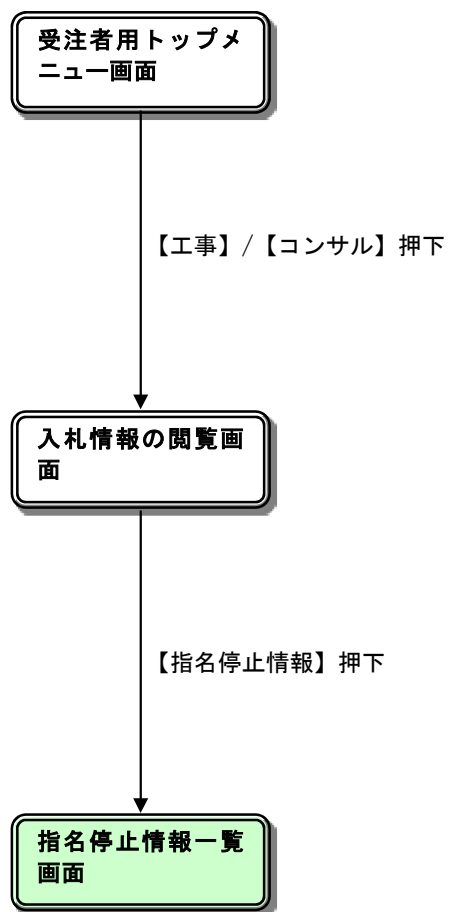 受注者用トップメ
ニュー画面
【工事】/【コンサル】押下
入札情報の閲覧画
面
【指名停止情報】押下
指名停止情報一覧
画面